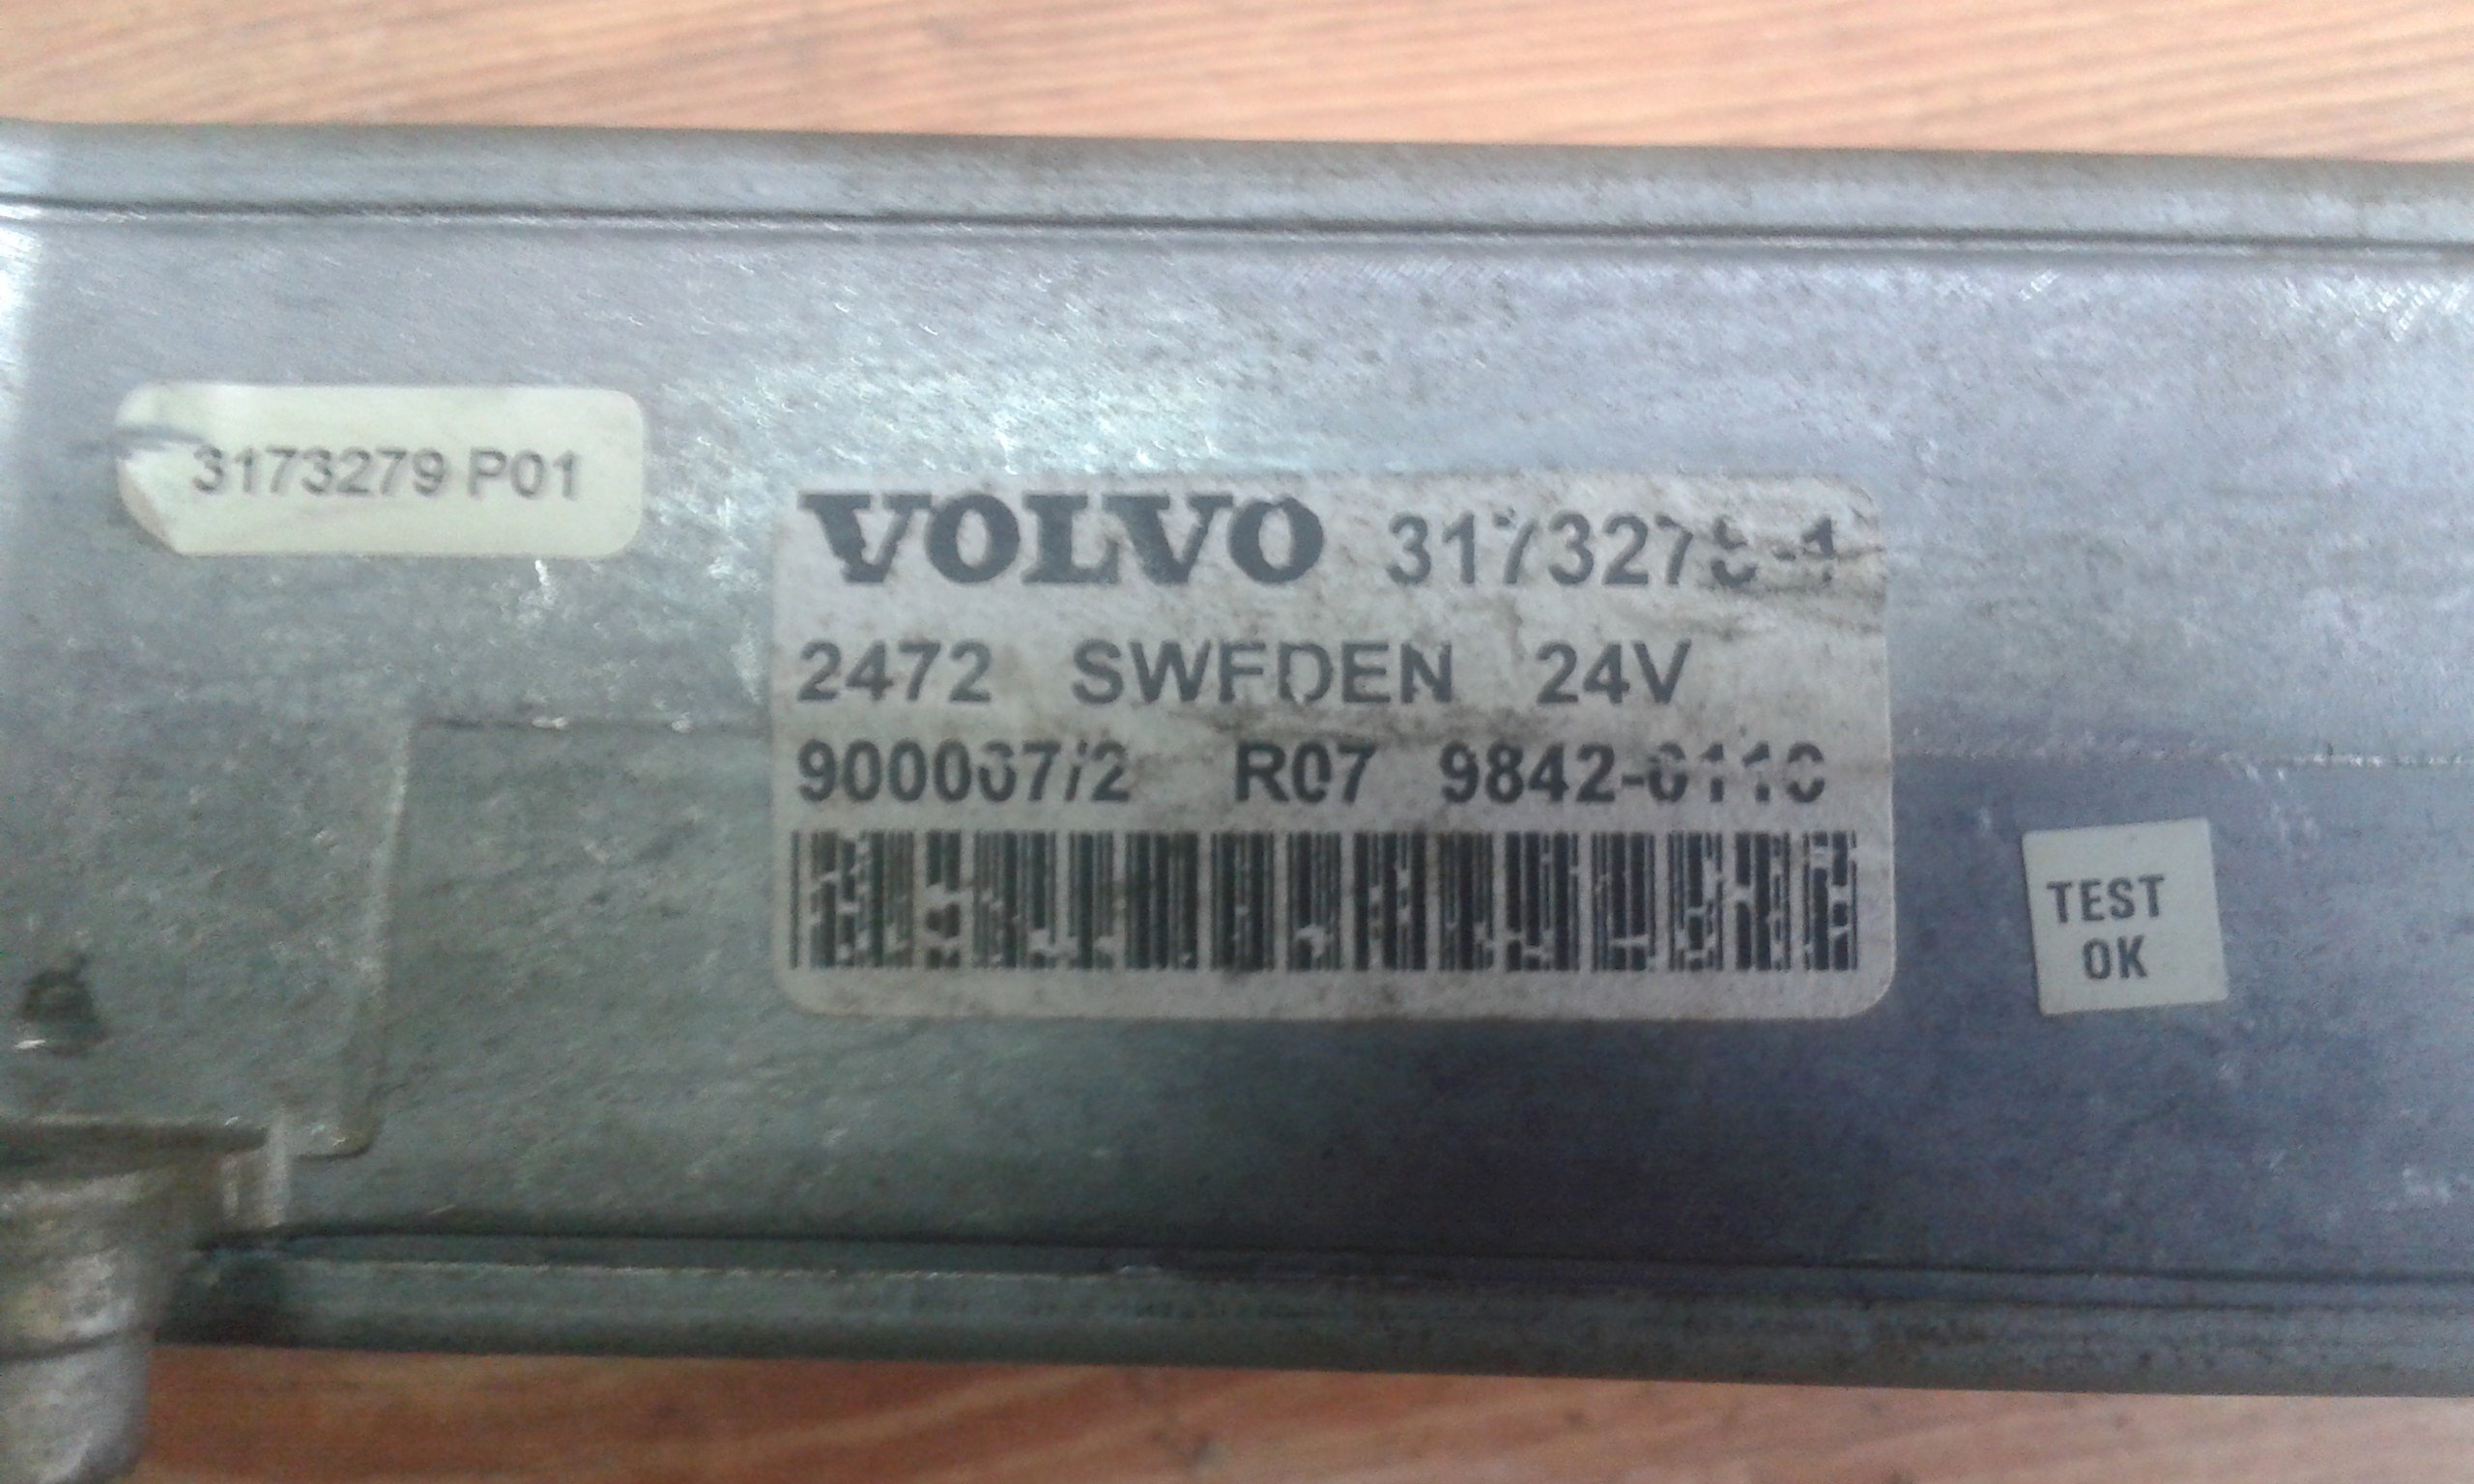 3173279 P01
VOLVO
2472 SWEDEN 24V
R07
TEST
OK